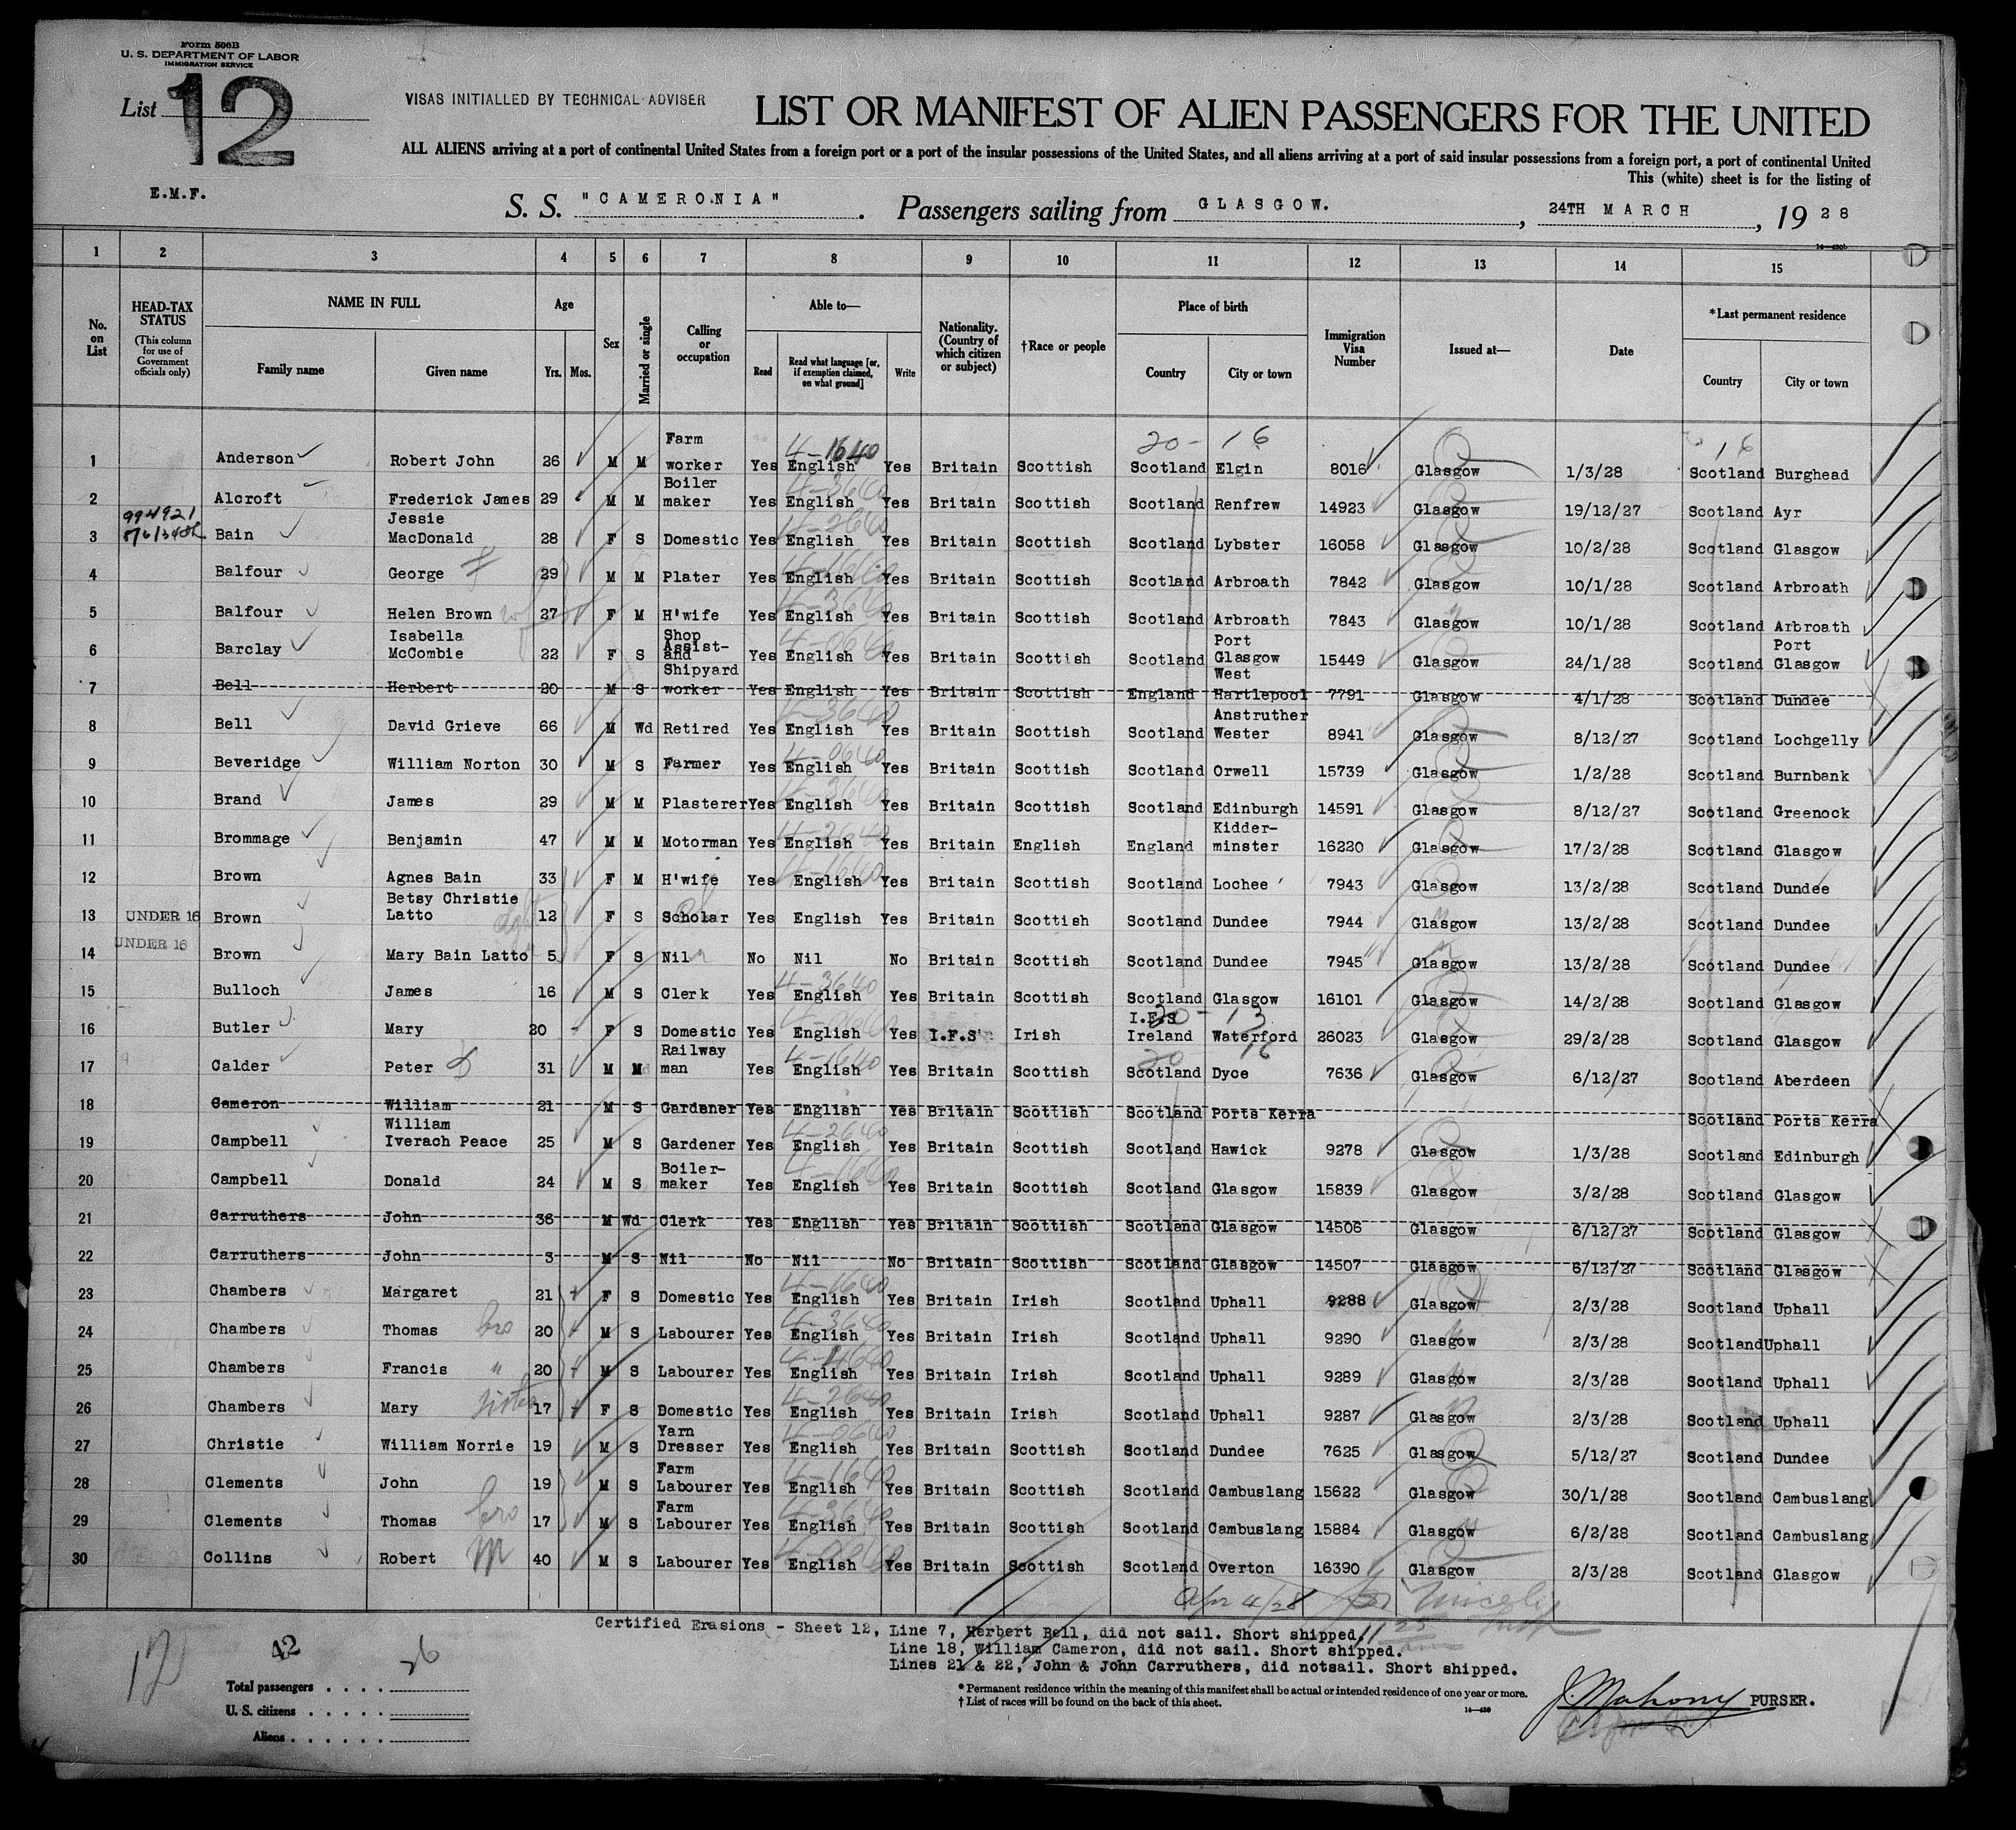 Form 500B
U. S. DEPARTMENT OF LABOR
IMMIGRATION SERVICE
List 12
VISAS INITIALLED BY TECHNICAL ADVISER
LIST OR MANIFEST OF ALIEN PASSENGERS FOR THE UNITED
ALL ALIENS arriving at a port of continental United States from a foreign port or a port of the insular possessions of the United States, and all aliens arriving at a port of said insular possessions from a foreign port, a port of continental United
This (white) sheet is for the listing of
E.M.F.
S. S. "CAMERONIA". Passengers sailing from GLASGOW., 24TH MARCH, 1928
1 2 3 4 5 6 7 8 9 10 11 12 13 14 15
No. on List
HEAD-TAX STATUS
(This column for use of Government officials only)
NAME IN FULL
Family name Given name
Age
Yrs. Mos.
Sex
Married or single
Calling or occupation
Able to—
Read Read what language [or, if exemption claimed, on what ground] Write
Nationality. (Country of which citizen or subject)
†Race or people
Place of birth
Country City or town
Immigration Visa Number
Issued at—
Date
*Last permanent residence
Country City or town
1 Anderson Robert John 26 M M Farm worker Yes English Yes Britain Scottish Scotland Elgin 8016 Glasgow 1/3/28 Scotland Burghead
2 Alcroft Frederick James 29 M M Boiler maker Yes English Yes Britain Scottish Scotland Renfrew 14923 Glasgow 19/12/27 Scotland Ayr
994921
3 Bain Jessie MacDonald 28 F S Domestic Yes English Yes Britain Scottish Scotland Lybster 16058 Glasgow 10/2/28 Scotland Glasgow
4 Balfour George 29 M M Plater Yes English Yes Britain Scottish Scotland Arbroath 7842 Glasgow 10/1/28 Scotland Arbroath
5 Balfour Helen Brown 27 F M H'wife Yes English Yes Britain Scottish Scotland Arbroath 7843 Glasgow 10/1/28 Scotland Arbroath
6 Barclay Isabella McCombie 22 F S Shop Assist- and Yes English Yes Britain Scottish Scotland Port Glasgow 15449 Glasgow 24/1/28 Scotland Port Glasgow
7 Bell Herbert 20 M S Shipyard worker Yes English Yes Britain Scottish England West Hartlepool 7791 Glasgow 4/1/28 Scotland Dundee
8 Bell David Grieve 66 M Wd Retired Yes English Yes Britain Scottish Scotland Anstruther Wester 8941 Glasgow 8/12/27 Scotland Lochgelly
9 Beveridge William Norton 30 M S Farmer Yes English Yes Britain Scottish Scotland Orwell 15739 Glasgow 1/2/28 Scotland Burnbank
10 Brand James 29 M M Plasterer Yes English Yes Britain Scottish Scotland Edinburgh 14591 Glasgow 8/12/27 Scotland Greenock
11 Brommage Benjamin 47 M M Motorman Yes English Yes Britain English England Kidder- minster 16220 Glasgow 17/2/28 Scotland Glasgow
12 Brown Agnes Bain 33 F M H'wife Yes English Yes Britain Scottish Scotland Lochee 7943 Glasgow 13/2/28 Scotland Dundee
13 UNDER 16 Brown Betsy Christie Latto 12 F S Scholar Yes English Yes Britain Scottish Scotland Dundee 7944 Glasgow 13/2/28 Scotland Dundee
14 UNDER 16 Brown Mary Bain Latto 5 F S Nil No Nil No Britain Scottish Scotland Dundee 7945 Glasgow 13/2/28 Scotland Dundee
15 Bulloch James 16 M S Clerk Yes English Yes Britain Scottish Scotland Glasgow 16101 Glasgow 14/2/28 Scotland Glasgow
16 Butler Mary 20 F S Domestic Yes English Yes I.F.S Irish I.F.S Ireland Waterford 26023 Glasgow 29/2/28 Scotland Glasgow
17 Calder Peter 31 M M Railway man Yes English Yes Britain Scottish Scotland Dyce 7636 Glasgow 6/12/27 Scotland Aberdeen
18 Cameron William 21 M S Gardener Yes English Yes Britain Scottish Scotland Ports Kerra Scotland Ports Kerra
19 Campbell William Iverach Peace 25 M S Gardener Yes English Yes Britain Scottish Scotland Hawick 9278 Glasgow 1/3/28 Scotland Edinburgh
20 Campbell Donald 24 M S Boiler- maker Yes English Yes Britain Scottish Scotland Glasgow 15839 Glasgow 3/2/28 Scotland Glasgow
21 Carruthers John 36 M Wd Clerk Yes English Yes Britain Scottish Scotland Glasgow 14506 Glasgow 6/12/27 Scotland Glasgow
22 Carruthers John 3 M S Nil No Nil No Britain Scottish Scotland Glasgow 14507 Glasgow 6/12/27 Scotland Glasgow
23 Chambers Margaret 21 F S Domestic Yes English Yes Britain Irish Scotland Uphall 9288 Glasgow 2/3/28 Scotland Uphall
24 Chambers Thomas bro 20 M S Labourer Yes English Yes Britain Irish Scotland Uphall 9290 Glasgow 2/3/28 Scotland Uphall
25 Chambers Francis " 20 M S Labourer Yes English Yes Britain Irish Scotland Uphall 9289 Glasgow 2/3/28 Scotland Uphall
26 Chambers Mary sister 17 F S Domestic Yes English Yes Britain Irish Scotland Uphall 9287 Glasgow 2/3/28 Scotland Uphall
27 Christie William Norrie 19 M S Yarn Dresser Yes English Yes Britain Scottish Scotland Dundee 7625 Glasgow 5/12/27 Scotland Dundee
28 Clements John 19 M S Farm Labourer Yes English Yes Britain Scottish Scotland Cambuslang 15622 Glasgow 30/1/28 Scotland Cambuslang
29 Clements Thomas bro 17 M S Farm Labourer Yes English Yes Britain Scottish Scotland Cambuslang 15884 Glasgow 6/2/28 Scotland Cambuslang
30 Collins Robert M 40 M S Labourer Yes English Yes Britain Scottish Scotland Overton 16390 Glasgow 2/3/28 Scotland Glasgow
Apr 4/28
Certified Erasions - Sheet 12, Line 7, Herbert Bell, did not sail. Short shipped.
Line 18, William Cameron, did not sail. Short shipped.
Lines 21 & 22, John & John Carruthers, did notsail. Short shipped.
12 42 26
Total passengers . . . .
U. S. citizens . . . . .
Aliens . . . . . .
* Permanent residence within the meaning of this manifest shall be actual or intended residence of one year or more.
† List of races will be found on the back of this sheet.
14—430
J. Mahony PURSER.